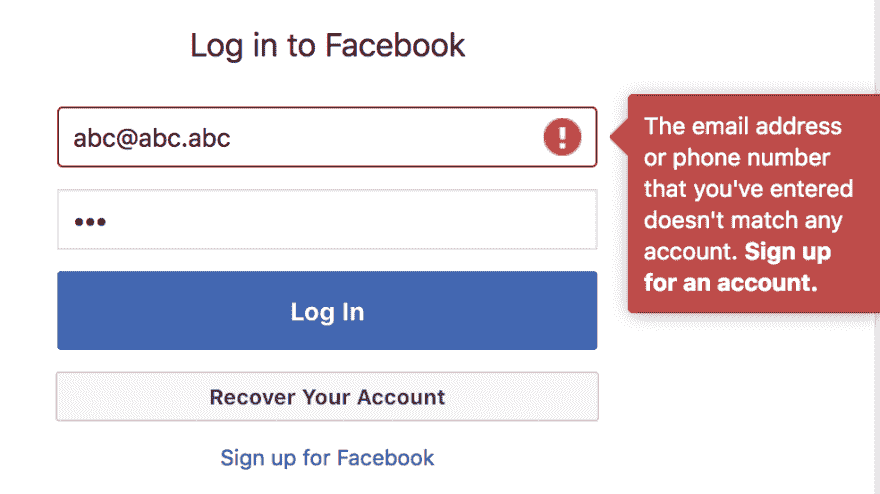 Log in to Facebook
abc@abc.abc
The email address
or phone number
that you've entered
doesn't match any
account. Sign up
for an account.
•••
Log In
Recover Your Account
Sign up for Facebook